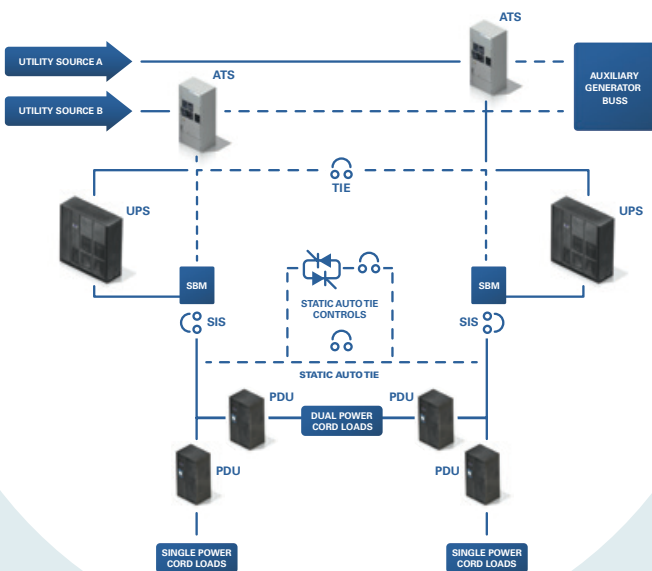 ATS
UTILITY SOURCE A
ATS
AUXILIARY
GENERATOR
BUSS
UTILITY SOURCE B
TIE
UPS
UPS
SBM
SBM
STATIC AUTO TIE
CONTROLS
SIS
SIS
STATIC AUTO TIE
PDU
PDU
DUAL POWER
CORD LOADS
PDU
PDU
SINGLE POWER
CORD LOADS
SINGLE POWER
CORD LOADS